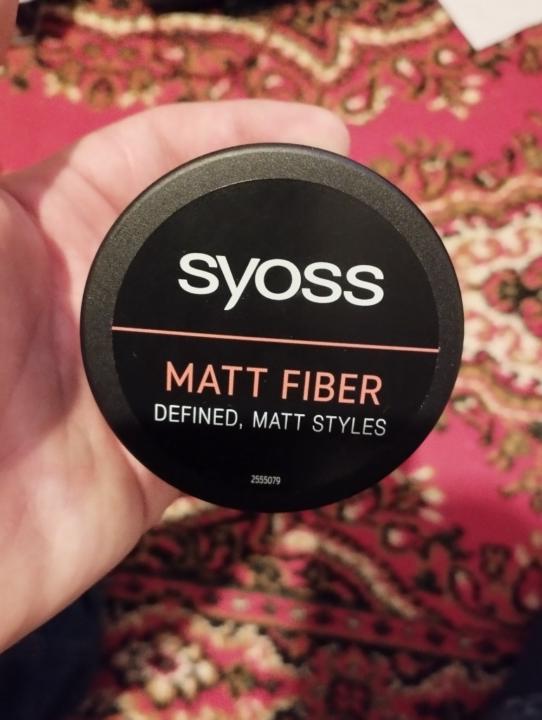 syoss
MATT FIBER
DEFINED, MATT STYLES
2555079